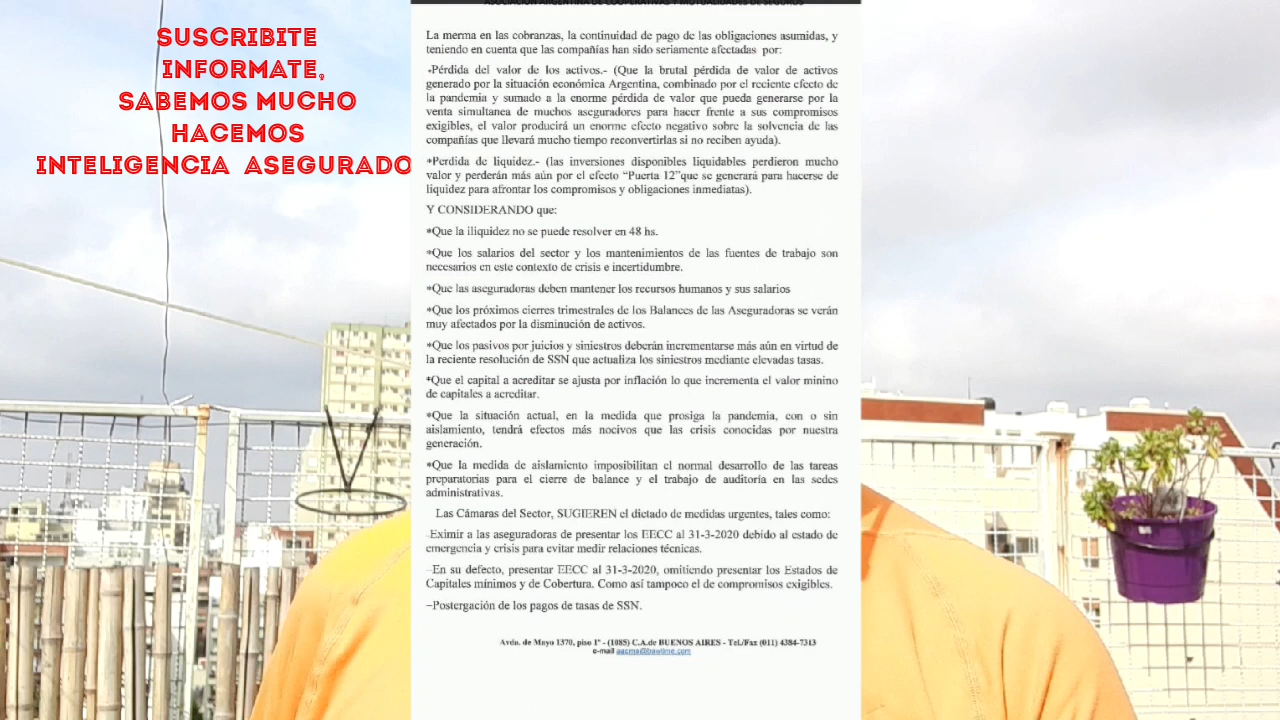 SUSCRIBITE
INFORMATE,
SABEMOS MUCHO
HACEMOS
INTELIGENCIA ASEGURADO
ASOCIACIÓN ARGENTINA DE COOPERATIVAS Y MUTUALIDADES DE SEGUROS
La merma en las cobranzas, la continuidad de pago de las obligaciones asumidas, y
teniendo en cuenta que las compañías han sido seriamente afectadas por:
-Pérdida del valor de los activos.- (Que la brutal pérdida de valor de activos
generado por la situación económica Argentina, combinado por el reciente efecto de
la pandemia y sumado a la enorme pérdida de valor que pueda generarse por la
venta simultanea de muchos aseguradores para hacer frente a sus compromisos
exigibles, el valor producirá un enorme efecto negativo sobre la solvencia de las
compañías que llevará mucho tiempo reconvertirlas si no reciben ayuda).
*Perdida de liquidez.- (las inversiones disponibles liquidables perdieron mucho
valor y perderán más aún por el efecto “Puerta 12”que se generará para hacerse de
liquidez para afrontar los compromisos y obligaciones inmediatas).
Y CONSIDERANDO que:
*Que la iliquidez no se puede resolver en 48 hs.
*Que los salarios del sector y los mantenimientos de las fuentes de trabajo son
necesarios en este contexto de crisis e incertidumbre.
*Que las aseguradoras deben mantener los recursos humanos y sus salarios
*Que los próximos cierres trimestrales de los Balances de las Aseguradoras se verán
muy afectados por la disminución de activos.
*Que los pasivos por juicios y siniestros deberán incrementarse más aún en virtud de
la reciente resolución de SSN que actualiza los siniestros mediante elevadas tasas.
*Que el capital a acreditar se ajusta por inflación lo que incrementa el valor minino
de capitales a acreditar.
*Que la situación actual, en la medida que prosiga la pandemia, con o sin
aislamiento, tendrá efectos más nocivos que las crisis conocidas por nuestra
generación.
*Que la medida de aislamiento imposibilitan el normal desarrollo de las tareas
preparatorias para el cierre de balance y el trabajo de auditoría en las sedes
administrativas.
Las Cámaras del Sector, SUGIEREN el dictado de medidas urgentes, tales como:
-Eximir a las aseguradoras de presentar los EECC al 31-3-2020 debido al estado de
emergencia y crisis para evitar medir relaciones técnicas.
-En su defecto, presentar EECC al 31-3-2020, omitiendo presentar los Estados de
Capitales mínimos y de Cobertura. Como así tampoco el de compromisos exigibles.
–Postergación de los pagos de tasas de SSN.
Avda. de Mayo 1370, piso 1º - (1085) C.A.de BUENOS AIRES - Tel./Fax (011) 4384-7313
e-mail aacms@bawtime.com